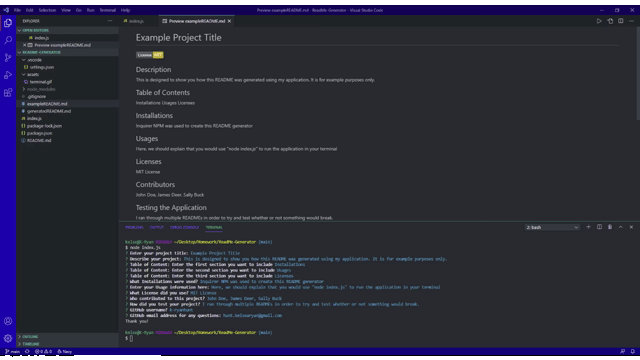 File Edit Selection View Go Run Terminal Help
Preview exampleREADME.md - ReadMe-Generator - Visual Studio Code
EXPLORER
OPEN EDITORS
index.js
Preview exampleREADME.md
README-GENERATOR
.vscode
settings.json
assets
terminal.gif
node_modules
.gitignore
exampleREADME.md
generatedREADME.md
index.js
package-lock.json
package.json
README.md
OUTLINE
TIMELINE
index.js
Preview exampleREADME.md
Example Project Title
License MIT
Description
This is designed to show you how this README was generated using my application, it is for example purposes only.
Table of Contents
Installations Usages Licenses
Installations
Inquirer NPM was used to create this README generator
Usages
Here, we should explain that you would use "node index.js" to run the application in your terminal
Licenses
MIT License
Contributors
John Doe, James Deer, Sally Buck
Testing the Application
I ran through multiple READMEs in order to try and test whether or not something would break.
PROBLEMS OUTPUT DEBUG CONSOLE TERMINAL
2: bash
~/Desktop/Homework/ReadMe-Generator (main)
$ node index.js
? Enter your project title: Example Project Title
? Describe your project: This is designed to show you how this README was generated using my application. It is for example purposes only.
? Table of Content: Enter the first section you want to include Installations
? Table of Content: Enter the second section you want to include Usages
? Table of Content: Enter the third section you want to include Licenses
? What Installations were used? Inquirer NPM was used to create this README generator
? Enter your Usage information here: Here, we should explain that you would use "node index.js" to run the application in your terminal
? What License did you use? MIT License
? Who contributed to this project? John Doe, James Deer, Sally Buck
? How did you test your project? I ran through multiple READMEs in order to try and test whether or not something would break.
? GitHub username? k-ryanhunt
? GitHub email address for any questions: hunt.kelvaryan@gmail.com
Thank you!
~/Desktop/Homework/ReadMe-Generator (main)
$
main